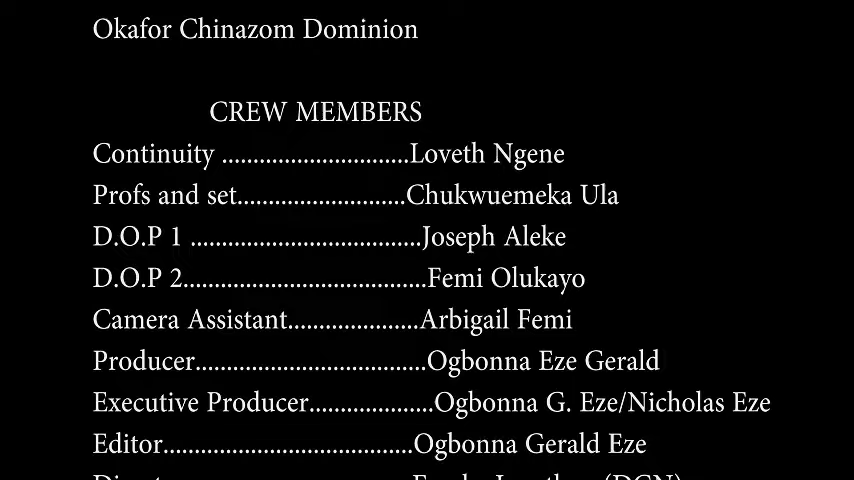 Okafor Chinazom Dominion
CREW MEMBERS
Continuity ..............................Loveth Ngene
Profs and set...........................Chukwuemeka Ula
D.O.P 1 .....................................Joseph Aleke
D.O.P 2.......................................Femi Olukayo
Camera Assistant.....................Arbigail Femi
Producer.....................................Ogbonna Eze Gerald
Executive Producer....................Ogbonna G. Eze/Nicholas Eze
Editor........................................Ogbonna Gerald Eze